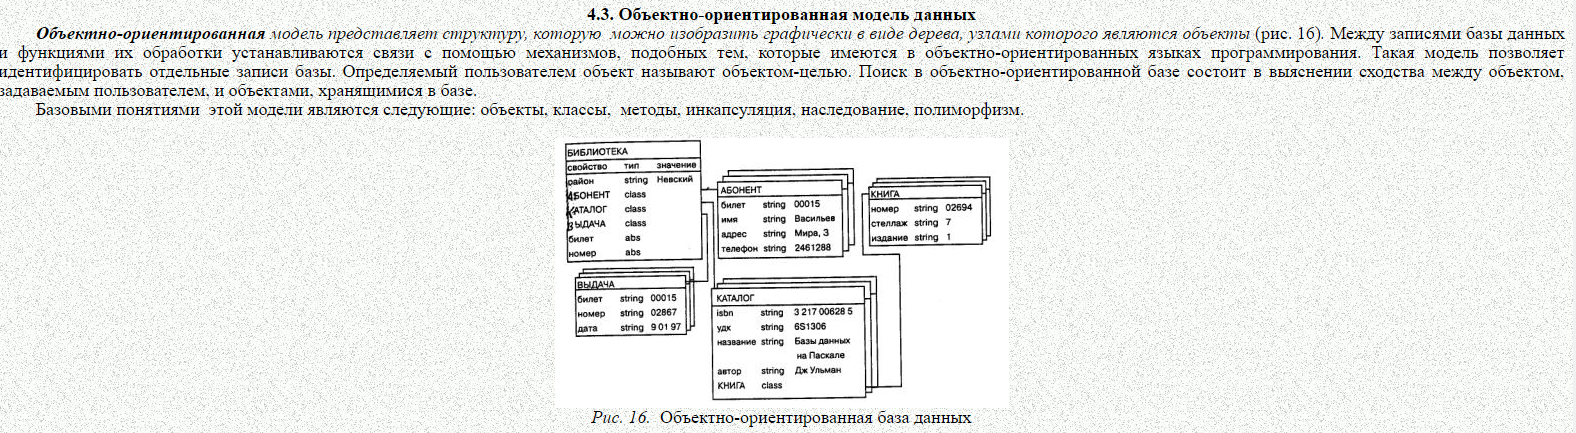 4.3. Объектно-ориентированная модель данных
Объектно-ориентированная модель представляет структуру, которую можно изобразить графически в виде дерева, узлами которого являются объекты (рис. 16). Между записями базы данных
и функциями их обработки устанавливаются связи с помощью механизмов, подобных тем, которые имеются в объектно-ориентированных языках программирования. Такая модель позволяет
идентифицировать отдельные записи базы. Определяемый пользователем объект называют объектом-целью. Поиск в объектно-ориентированной базе состоит в выяснении сходства между объектом,
задаваемым пользователем, и объектами, хранящимися в базе.
Базовыми понятиями этой модели являются следующие: объекты, классы, методы, инкапсуляция, наследование, полиморфизм.
БИБЛИОТЕКА
свойство тип значение
район string Невский
АБОНЕНТ class
КАТАЛОГ class
ВЫДАЧА class
билет abs
номер abs
АБОНЕНТ
билет string 00015
имя string Васильев
адрес string Мира, 3
телефон string 2461288
КНИГА
номер string 02694
стеллаж string 7
издание string 1
ВЫДАЧА
билет string 00015
номер string 02867
дата string 9 01 97
КАТАЛОГ
isbn string 3 217 00628 5
удк string 6S1306
название string Базы данных
на Паскале
автор string Дж Ульман
КНИГА class
Рис. 16. Объектно-ориентированная база данных